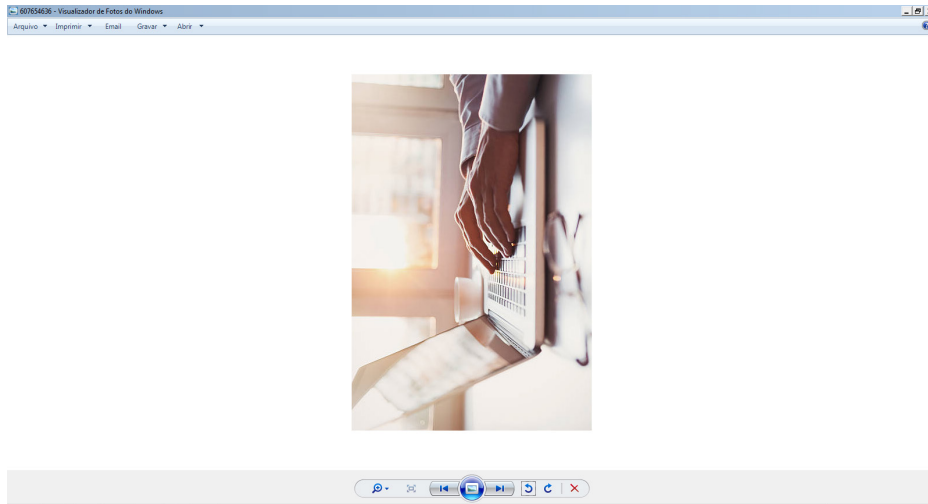 607654636 - Visualizador de Fotos do Windows
Arquivo Imprimir Email Gravar Abrir